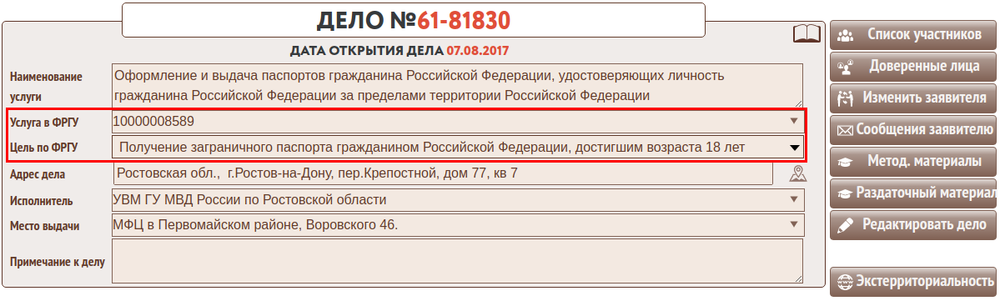 ДЕЛО №61-81830
ДАТА ОТКРЫТИЯ ДЕЛА 07.08.2017
Наименование услуги
Оформление и выдача паспортов гражданина Российской Федерации, удостоверяющих личность
гражданина Российской Федерации за пределами территории Российской Федерации
Услуга в ФРГУ 10000008589
Цель по ФРГУ Получение заграничного паспорта гражданином Российской Федерации, достигшим возраста 18 лет
Адрес дела Ростовская обл., г.Ростов-на-Дону, пер.Крепостной, дом 77, кв 7
Исполнитель УВМ ГУ МВД России по Ростовской области
Место выдачи МФЦ в Первомайском районе, Воровского 46.
Примечание к делу
Список участников
Доверенные лица
Изменить заявителя
Сообщения заявителю
Метод. материалы
Раздаточный материал
Редактировать дело
Экстерриториальность